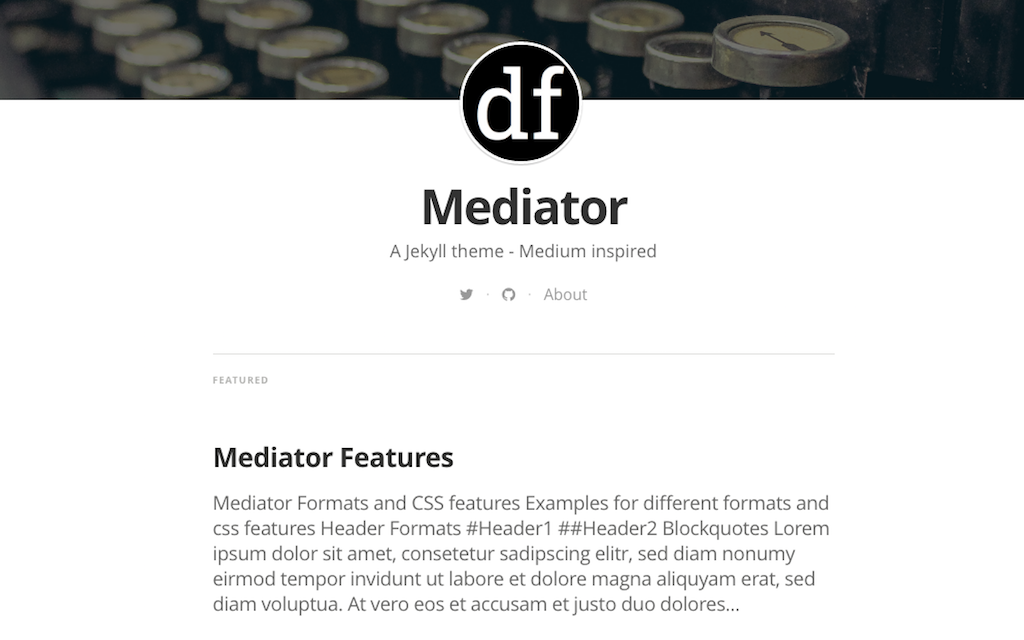 df
Mediator
A Jekyll theme - Medium inspired
· · About
FEATURED
Mediator Features
Mediator Formats and CSS features Examples for different formats and
css features Header Formats #Header1 ##Header2 Blockquotes Lorem
ipsum dolor sit amet, consetetur sadipscing elitr, sed diam nonumy
eirmod tempor invidunt ut labore et dolore magna aliquyam erat, sed
diam voluptua. At vero eos et accusam et justo duo dolores...